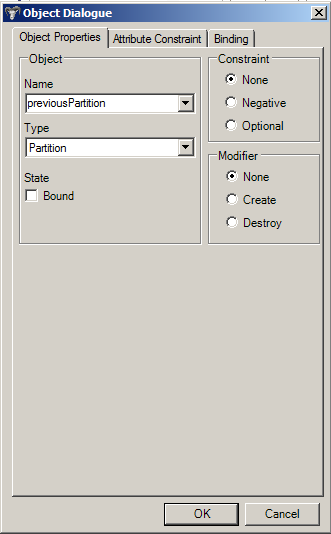 Object Dialogue
Object Properties
Attribute Constraint
Binding
Object
Name
previousPartition
Type
Partition
State
Bound
Constraint
None
Negative
Optional
Modifier
None
Create
Destroy
OK
Cancel